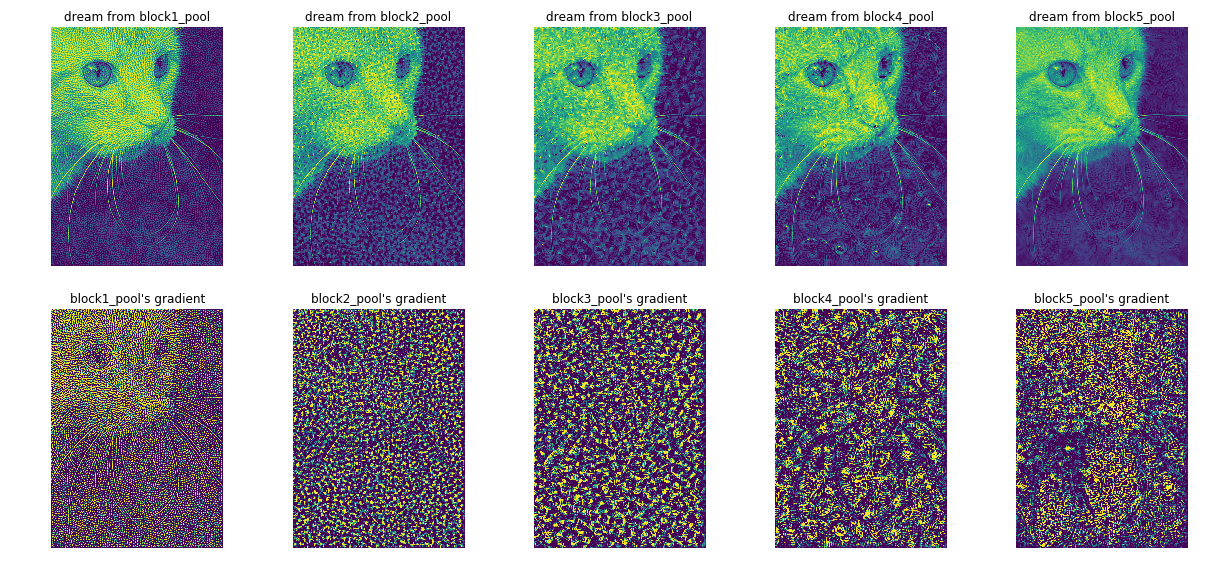 dream from block1_pool
dream from block2_pool
dream from block3_pool
dream from block4_pool
dream from block5_pool
block1_pool's gradient
block2_pool's gradient
block3_pool's gradient
block4_pool's gradient
block5_pool's gradient